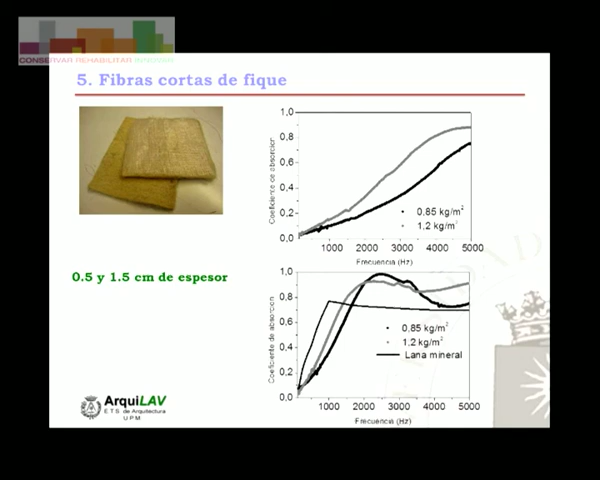 CONSERVAR REHABILITAR INNOVAR
5. Fibras cortas de fique
1,0
0,8
0,6
0,4
0,2
0,0
Coeficiente de absorcion
1000 2000 3000 4000 5000
Frecuencia (Hz)
0,85 kg/m²
1,2 kg/m²
0.5 y 1.5 cm de espesor
1,0
0,8
0,6
0,4
0,2
0.0
Coeficiente de absorcion
1000 2000 3000 4000 5000
Frecuencia (Hz)
0,85 kg/m²
1.2 kg/m²
Lana mineral
ArquiLAV
E T S de Arquitectura
U P M